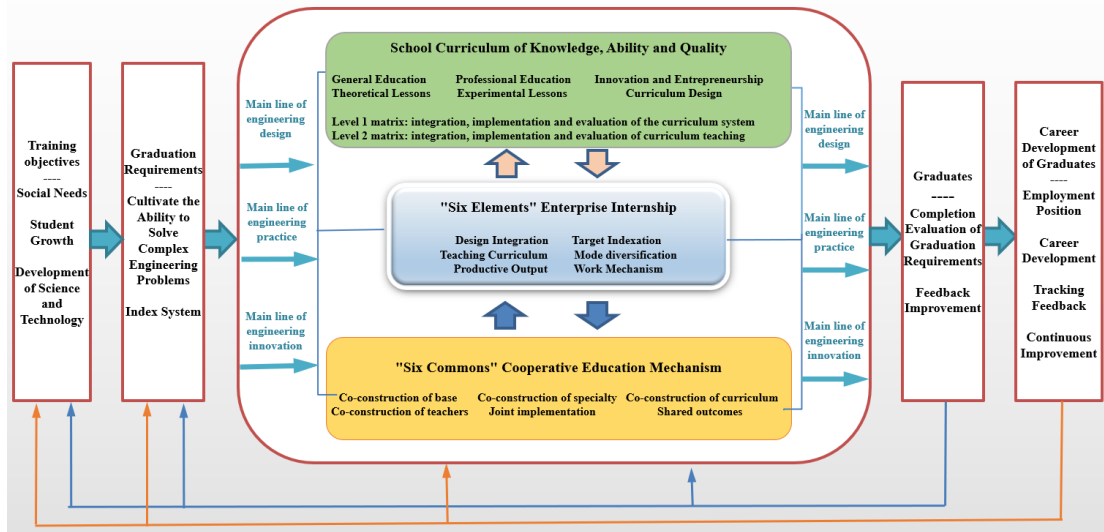 Training
objectives
----
Social Needs
Student
Growth
Development
of Science
and
Technology
Graduation
Requirements
----
Cultivate the
Ability to
Solve
Complex
Engineering
Problems
Index System
Main line of
engineering
design
Main line of
engineering
practice
Main line of
engineering
innovation
School Curriculum of Knowledge, Ability and Quality
General Education Professional Education Innovation and Entrepreneurship
Theoretical Lessons Experimental Lessons Curriculum Design
Level 1 matrix: integration, implementation and evaluation of the curriculum system
Level 2 matrix: integration, implementation and evaluation of curriculum teaching
"Six Elements" Enterprise Internship
Design Integration Target Indexation
Teaching Curriculum Mode diversification
Productive Output Work Mechanism
"Six Commons" Cooperative Education Mechanism
Co-construction of base Co-construction of specialty Co-construction of curriculum
Co-construction of teachers Joint implementation Shared outcomes
Main line of
engineering
design
Main line of
engineering
practice
Main line of
engineering
innovation
Graduates
----
Completion
Evaluation of
Graduation
Requirements
Feedback
Improvement
Career
Development
of Graduates
----
Employment
Position
Career
Development
Tracking
Feedback
Continuous
Improvement